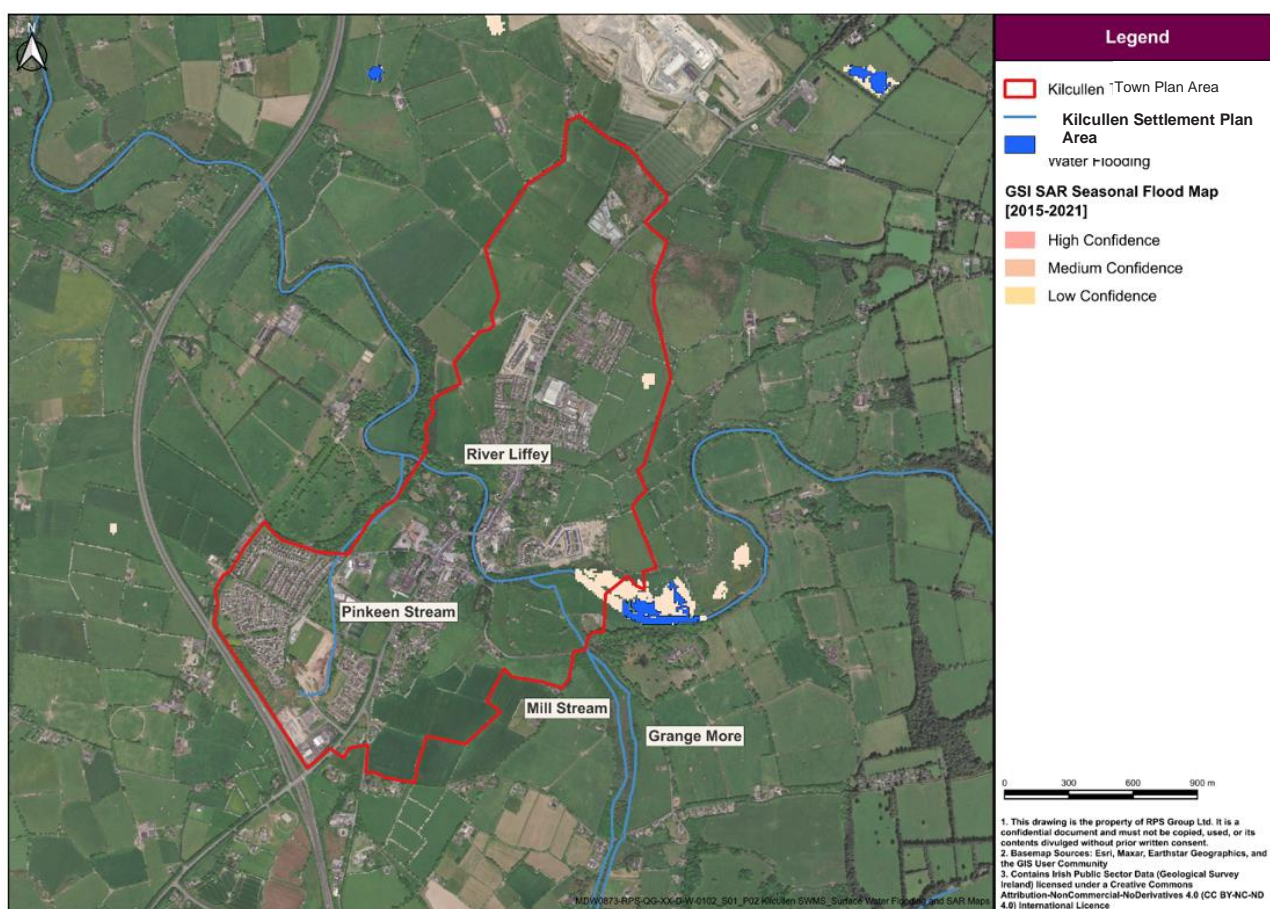 N
Legend
Kilcullen Town Plan Area
Kilcullen Settlement Plan
Area
Water Flooding
GSI SAR Seasonal Flood Map
[2015-2021]
High Confidence
Medium Confidence
Low Confidence
River Liffey
Pinkeen Stream
Mill Stream
Grange More
0 300 600 900 m
1. This drawing is the property of RPS Group Ltd. It is a
confidential document and must not be copied, used, or its
contents divulged without prior written consent.
2. Basemap Sources: Esri, Maxar, Earthstar Geographics, and
the GIS User Community
3. Contains Irish Public Sector Data (Geological Survey
Ireland) licensed under a Creative Commons
Attribution-NonCommercial-NoDerivatives 4.0 (CC BY-NC-ND
4.0) International Licence
MDW0873-RPS-QG-XX-D-W-0102_S01_P02 Kilcullen SWMS_Surface Water Flooding and SAR Maps